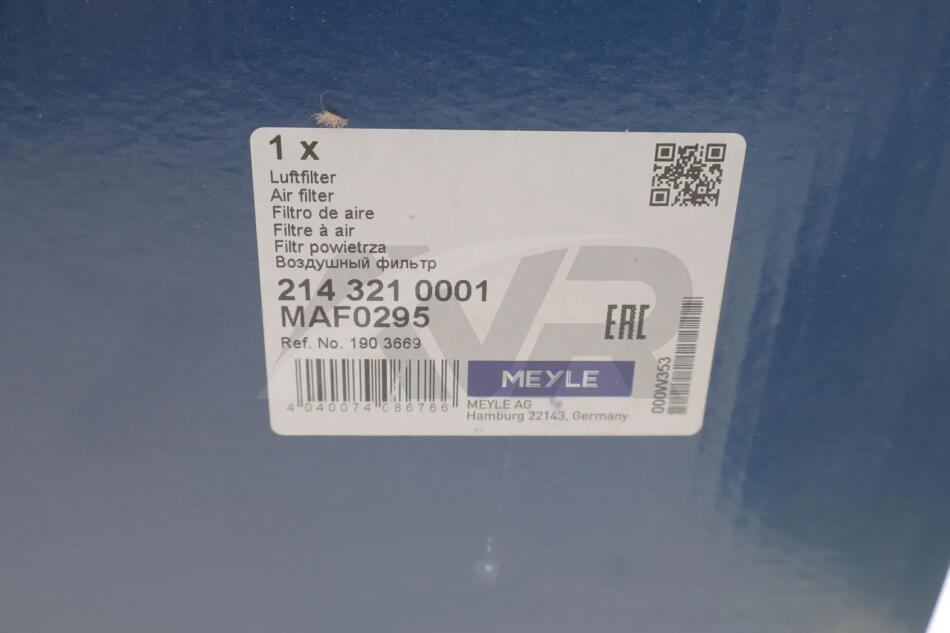 1 x
Luftfilter
Air filter
Filtro de aire
Filtre à air
Filtr powietrza
Воздушный фильтр
214 321 0001
MAF0295
Ref. No. 190 3669
4 040074 086766
EAC
MEYLE
MEYLE AG
Hamburg 22143, Germany
000W353
AVR